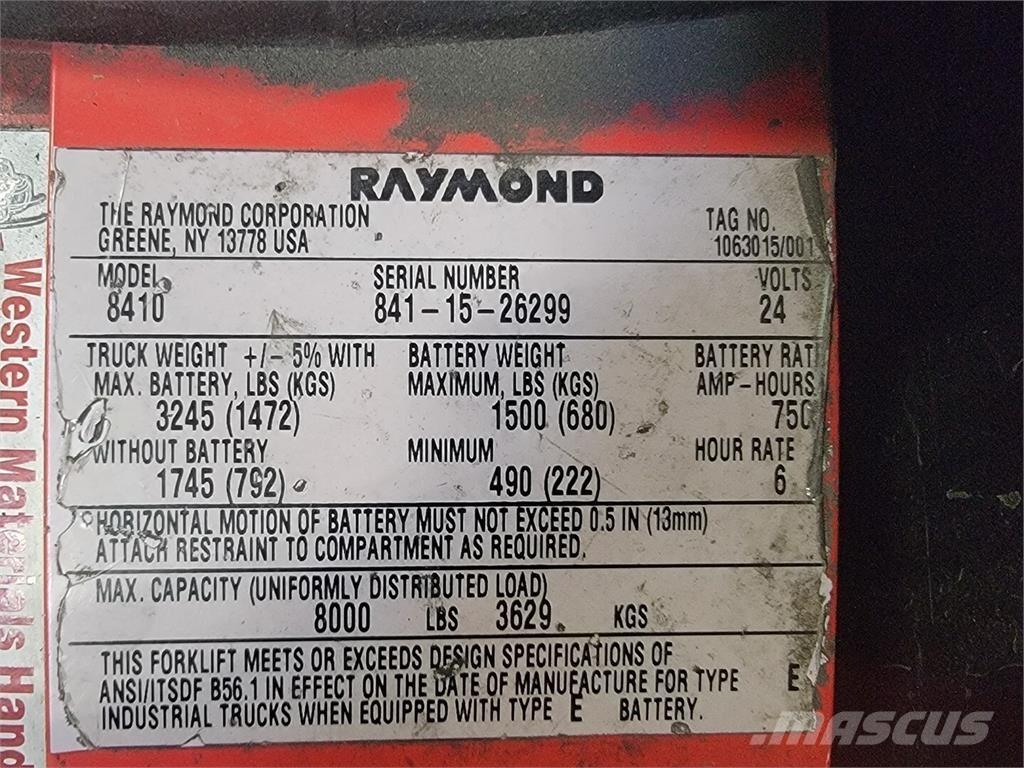 RAYMOND
THE RAYMOND CORPORATION
GREENE, NY 13778 USA
TAG NO.
1063015/001
MODEL
8410
SERIAL NUMBER
841-15-26299
VOLTS
24
TRUCK WEIGHT +/- 5% WITH
MAX. BATTERY, LBS (KGS)
3245 (1472)
BATTERY WEIGHT
MAXIMUM, LBS (KGS)
1500 (680)
BATTERY RAT
AMP-HOURS
750
WITHOUT BATTERY
1745 (792)
MINIMUM
490 (222)
HOUR RATE
6
HORIZONTAL MOTION OF BATTERY MUST NOT EXCEED 0.5 IN (13mm)
ATTACH RESTRAINT TO COMPARTMENT AS REQUIRED.
MAX. CAPACITY (UNIFORMLY DISTRIBUTED LOAD)
8000 LBS 3629 KGS
THIS FORKLIFT MEETS OR EXCEEDS DESIGN SPECIFICATIONS OF
ANSI/ITSDF B56.1 IN EFFECT ON THE DATE OF MANUFACTURE FOR TYPE E
INDUSTRIAL TRUCKS WHEN EQUIPPED WITH TYPE E BATTERY.
Western Materials Hand
MASCUS